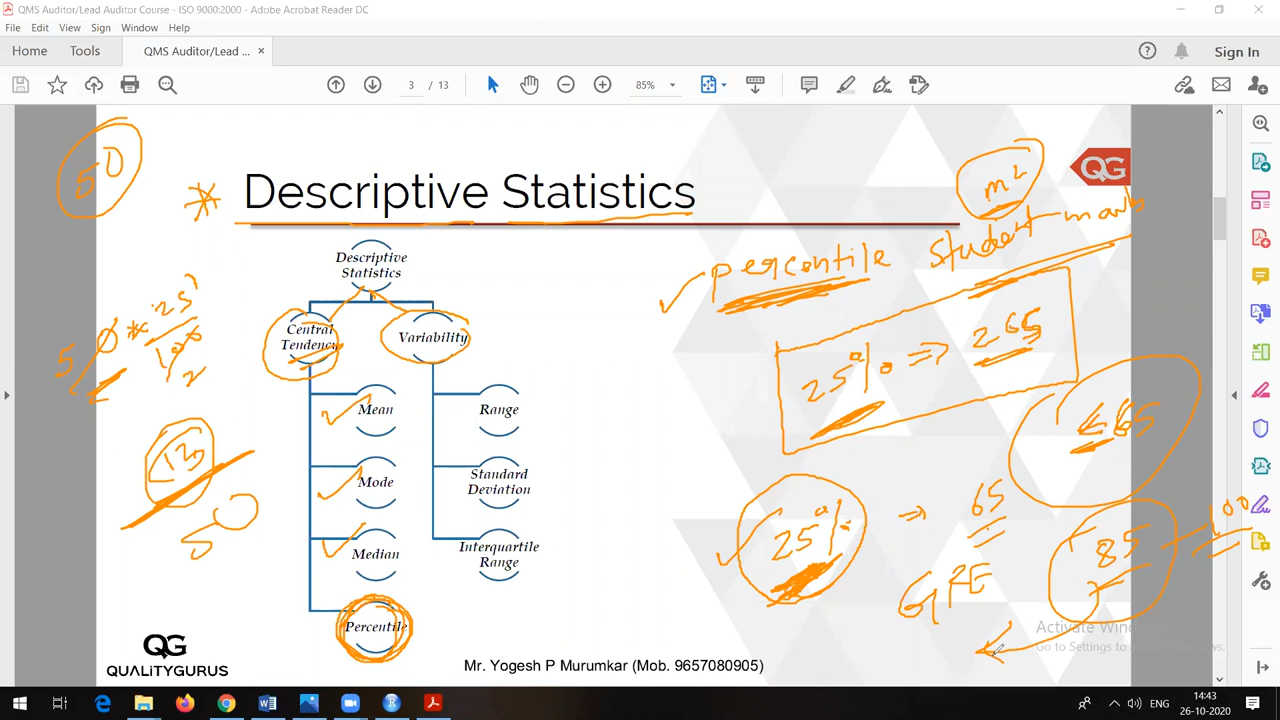 QMS Auditor/Lead Auditor Course - ISO 9000:2000 - Adobe Acrobat Reader DC
File Edit View Sign Window Help
Home Tools QMS Auditor/Lead ... × Sign In
3 / 13 85%
50
m²
QG
* Descriptive Statistics
percentile student marks
Descriptive
Statistics
Central
Tendency
Variability
25% ⇒ 265
Mean Range
Mode Standard
Deviation
Median Interquartile
Range
Percentile
25% ⇒ 65
85 - 100
GRE
50
Activate Windows
Go to Settings to activate Windows.
QG
QUALITYGURUS
Mr. Yogesh P Murumkar (Mob. 9657080905)
ENG
14:43
26-10-2020